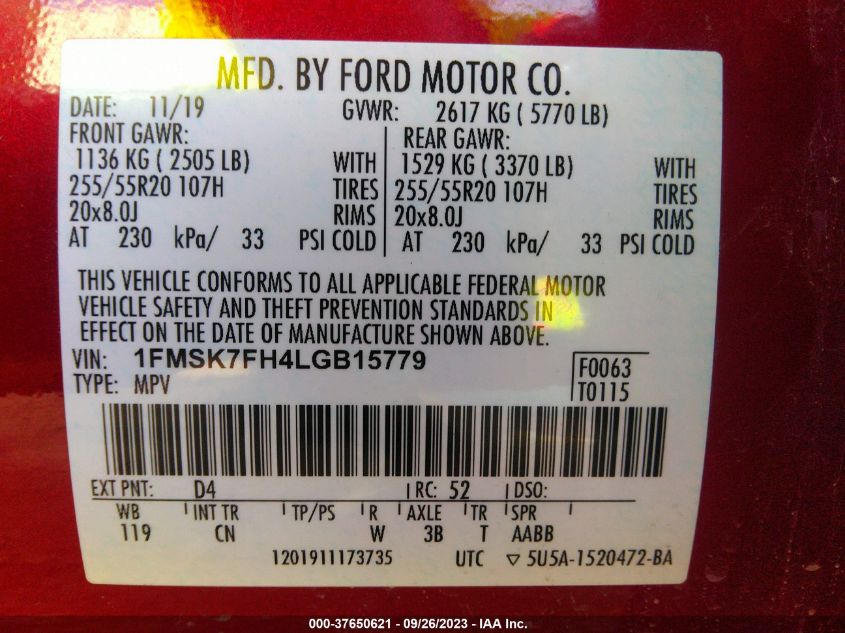 MFD. BY FORD MOTOR CO.
DATE: 11/19 GVWR: 2617 KG ( 5770 LB)
FRONT GAWR: REAR GAWR:
1136 KG ( 2505 LB) WITH 1529 KG ( 3370 LB) WITH
255/55R20 107H TIRES 255/55R20 107H TIRES
20x8.0J RIMS 20x8.0J RIMS
AT 230 kPa/ 33 PSI COLD AT 230 kPa/ 33 PSI COLD
THIS VEHICLE CONFORMS TO ALL APPLICABLE FEDERAL MOTOR
VEHICLE SAFETY AND THEFT PREVENTION STANDARDS IN
EFFECT ON THE DATE OF MANUFACTURE SHOWN ABOVE.
VIN: 1FMSK7FH4LGB15779 F0063
TYPE: MPV T0115
EXT PNT: D4 RC: 52 DSO:
WB INT TR TP/PS R AXLE TR SPR
119 CN W 3B T AABB
1201911173735 UTC ▽ 5U5A-1520472-BA
000-37650621 - 09/26/2023 - IAA Inc.